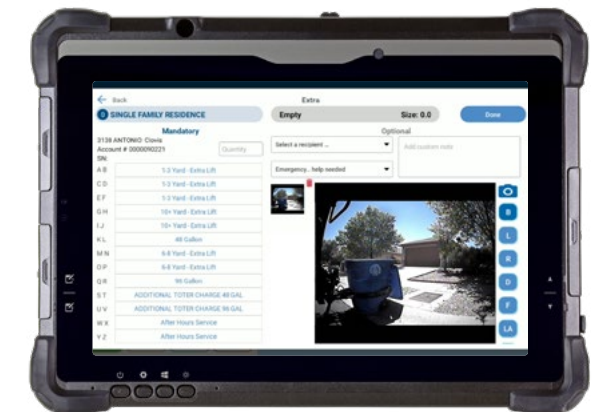 Back
Extra
SINGLE FAMILY RESIDENCE
Empty
Size: 0.0
Done
Mandatory
Optional
3138 ANTONIO Clovis
Account # 0000090221
Quantity
SN:
Select a recipient ...
Add custom note
Emergency.. help needed
A B
1-3 Yard - Extra Lift
C D
1-3 Yard - Extra Lift
E F
1-3 Yard - Extra Lift
G H
10+ Yard - Extra Lift
I J
10+ Yard - Extra Lift
K L
48 Gallon
M N
6-8 Yard - Extra Lift
O P
6-8 Yard - Extra Lift
Q R
96 Gallon
S T
ADDITIONAL TOTER CHARGE 48 GAL
U V
ADDITIONAL TOTER CHARGE 96 GAL
W X
After Hours Service
Y Z
After Hours Service
B
L
R
D
F
LA